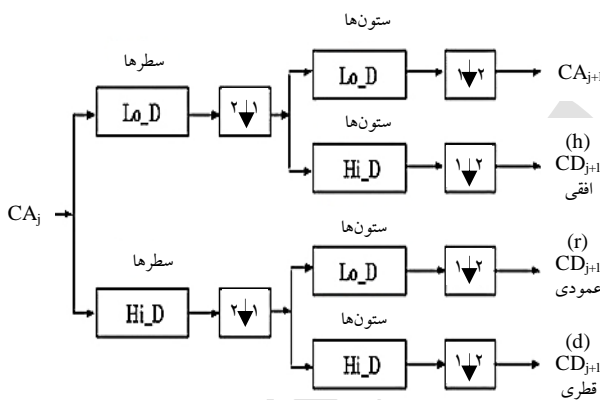 ستون‌ها
سطرها
Lo_D
۲↓۱
Lo_D
۱↓۲
CAj+1
ستون‌ها
Hi_D
۱↓۲
(h)
CDj+1
افقی
CAj
سطرها
Hi_D
۲↓۱
ستون‌ها
Lo_D
۱↓۲
(r)
CDj+1
عمودی
ستون‌ها
Hi_D
۱↓۲
(d)
CDj+1
قطری